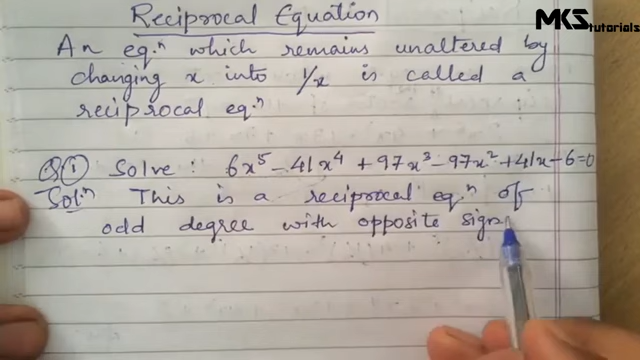 Reciprocal Equation
MKS tutorials
An eq.ⁿ which remains unaltered by
changing x into 1/x is called a
reciprocal eq.ⁿ
Q① Solve: 6x⁵ - 41x⁴ + 97x³ - 97x² + 41x - 6 = 0
Sol.ⁿ This is a reciprocal eq.ⁿ of
odd degree with opposite sign